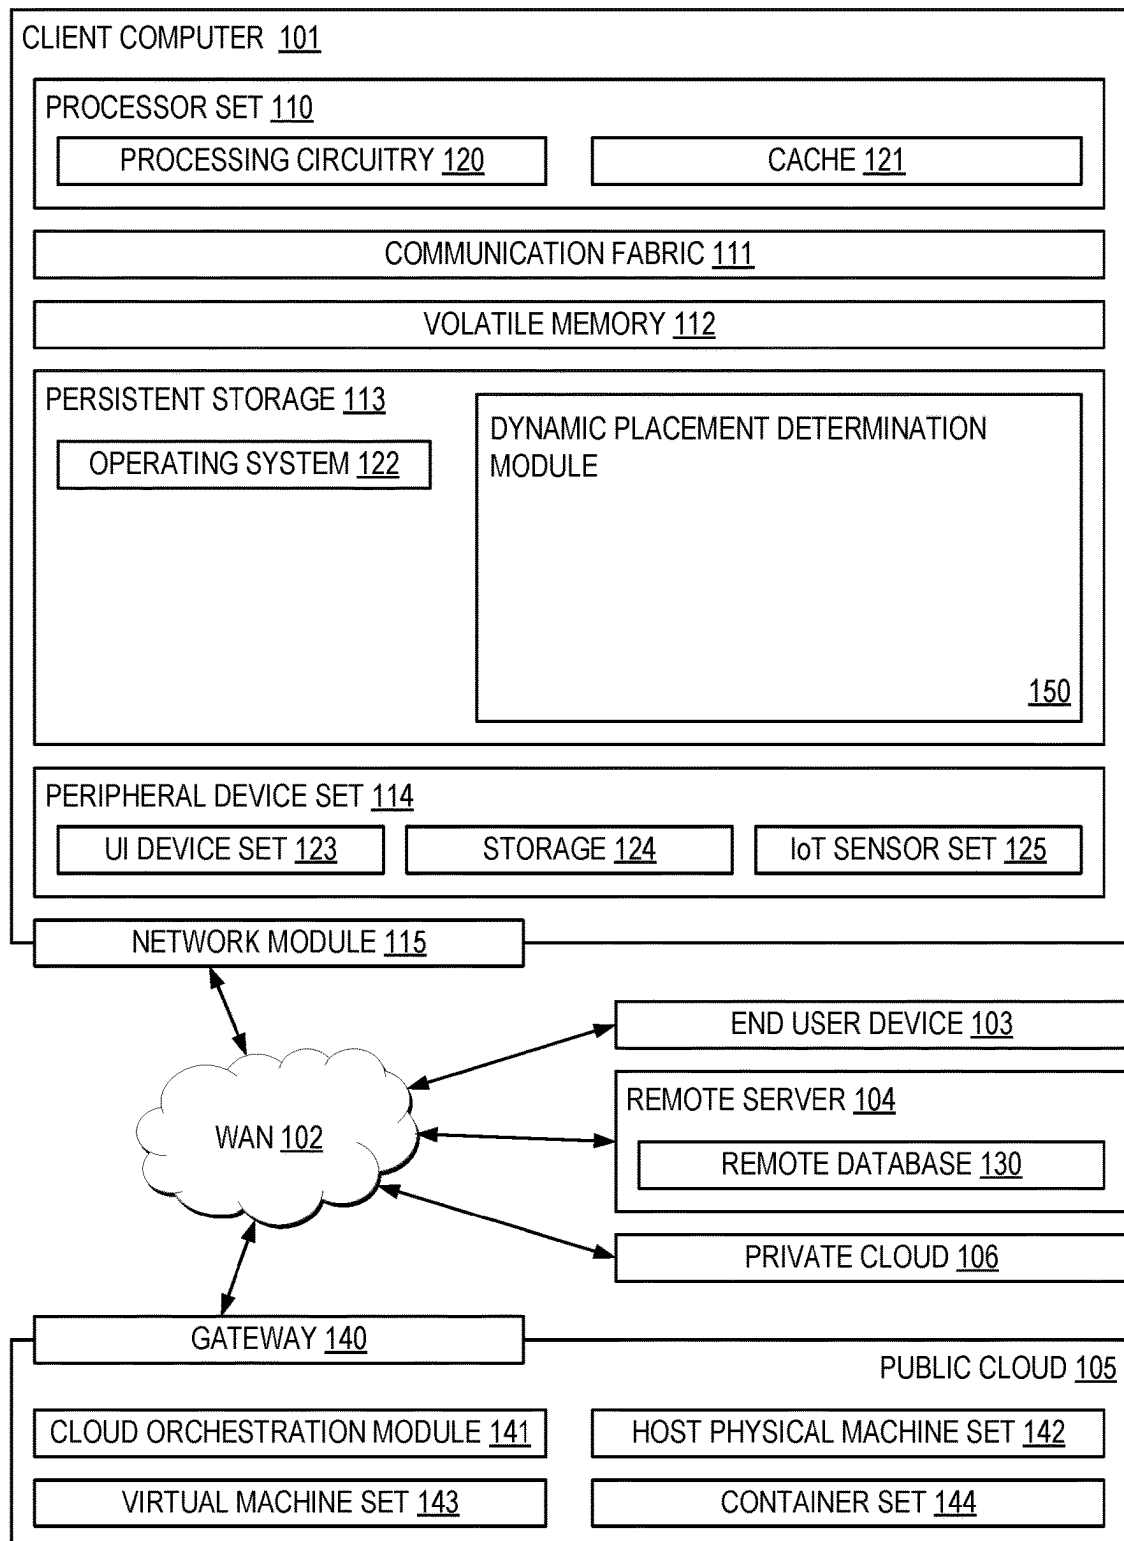 CLIENT COMPUTER 101
PROCESSOR SET 110
PROCESSING CIRCUITRY 120
CACHE 121
COMMUNICATION FABRIC 111
VOLATILE MEMORY 112
PERSISTENT STORAGE 113
OPERATING SYSTEM 122
DYNAMIC PLACEMENT DETERMINATION
MODULE
150
PERIPHERAL DEVICE SET 114
UI DEVICE SET 123
STORAGE 124
IoT SENSOR SET 125
NETWORK MODULE 115
END USER DEVICE 103
REMOTE SERVER 104
WAN 102
REMOTE DATABASE 130
PRIVATE CLOUD 106
GATEWAY 140
PUBLIC CLOUD 105
CLOUD ORCHESTRATION MODULE 141
HOST PHYSICAL MACHINE SET 142
VIRTUAL MACHINE SET 143
CONTAINER SET 144